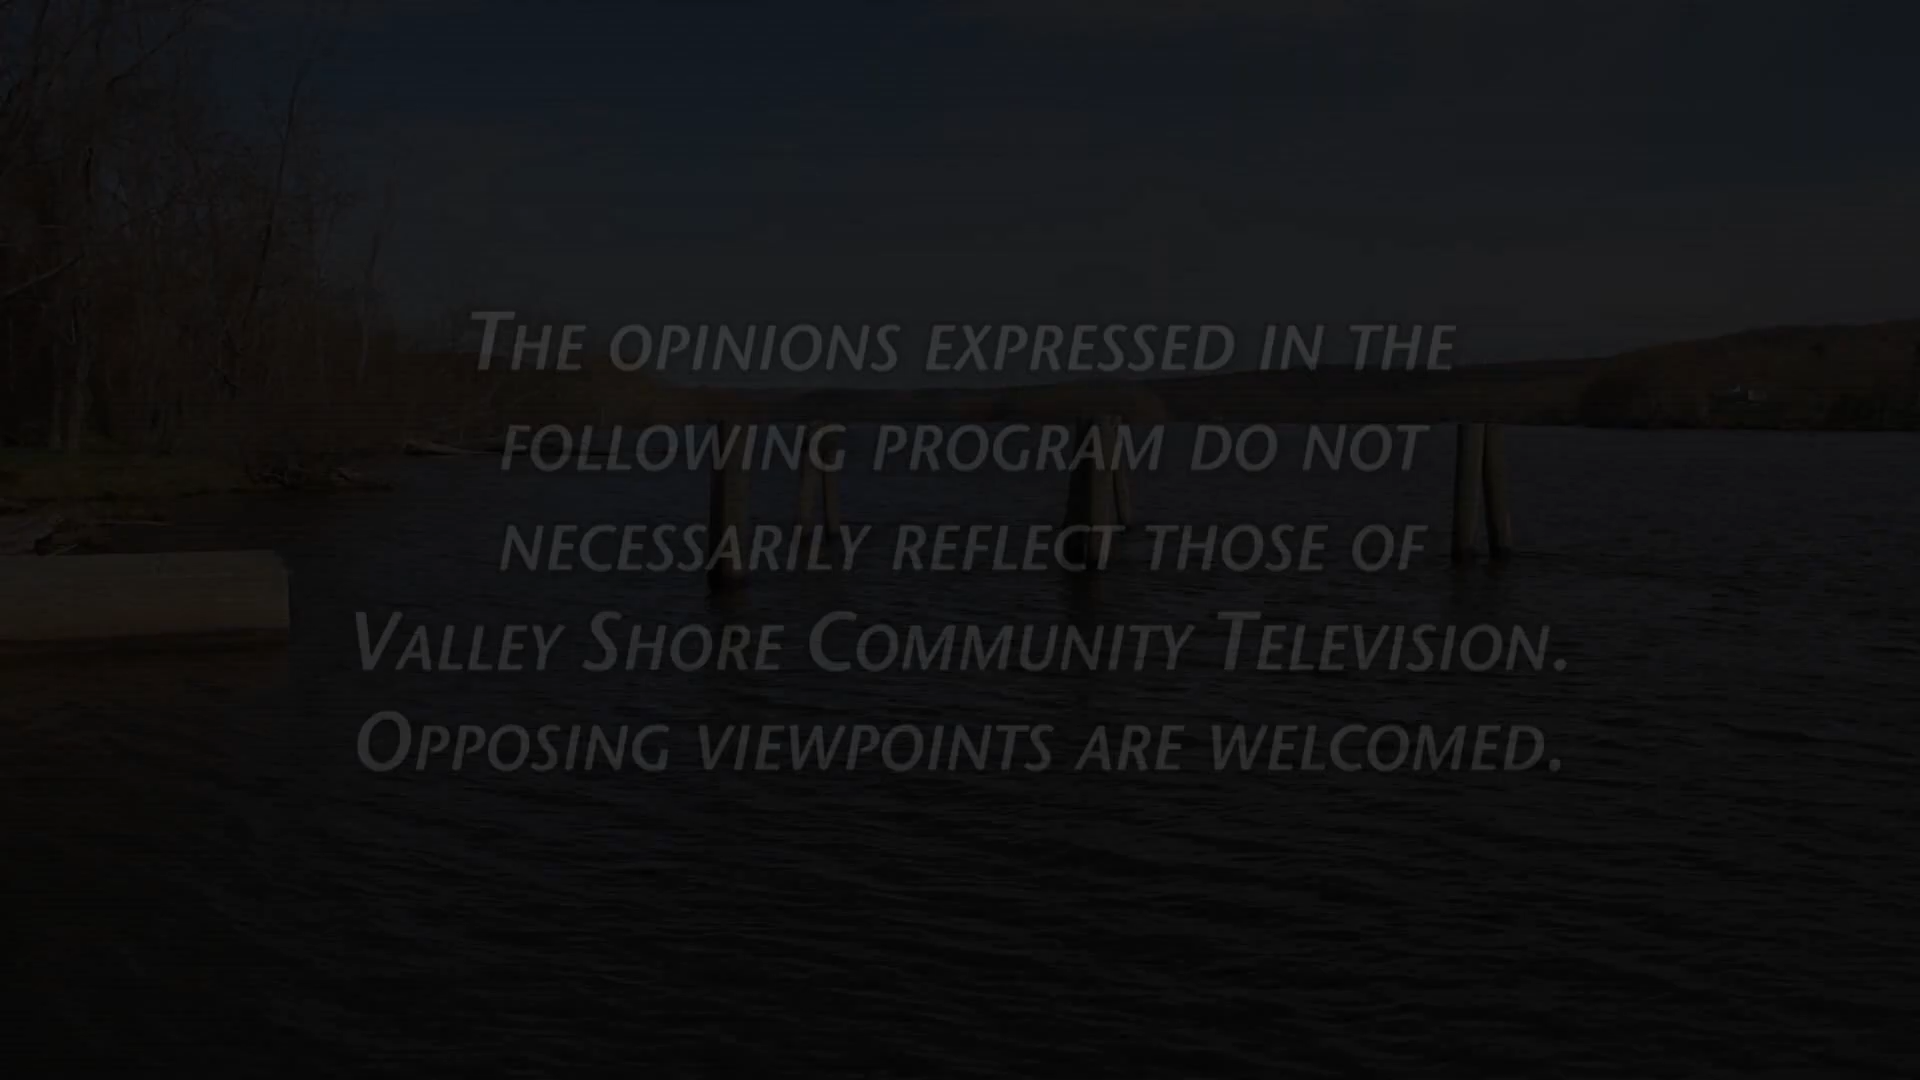 The opinions expressed in the
following program do not
necessarily reflect those of
Valley Shore Community Television.
Opposing viewpoints are welcomed.